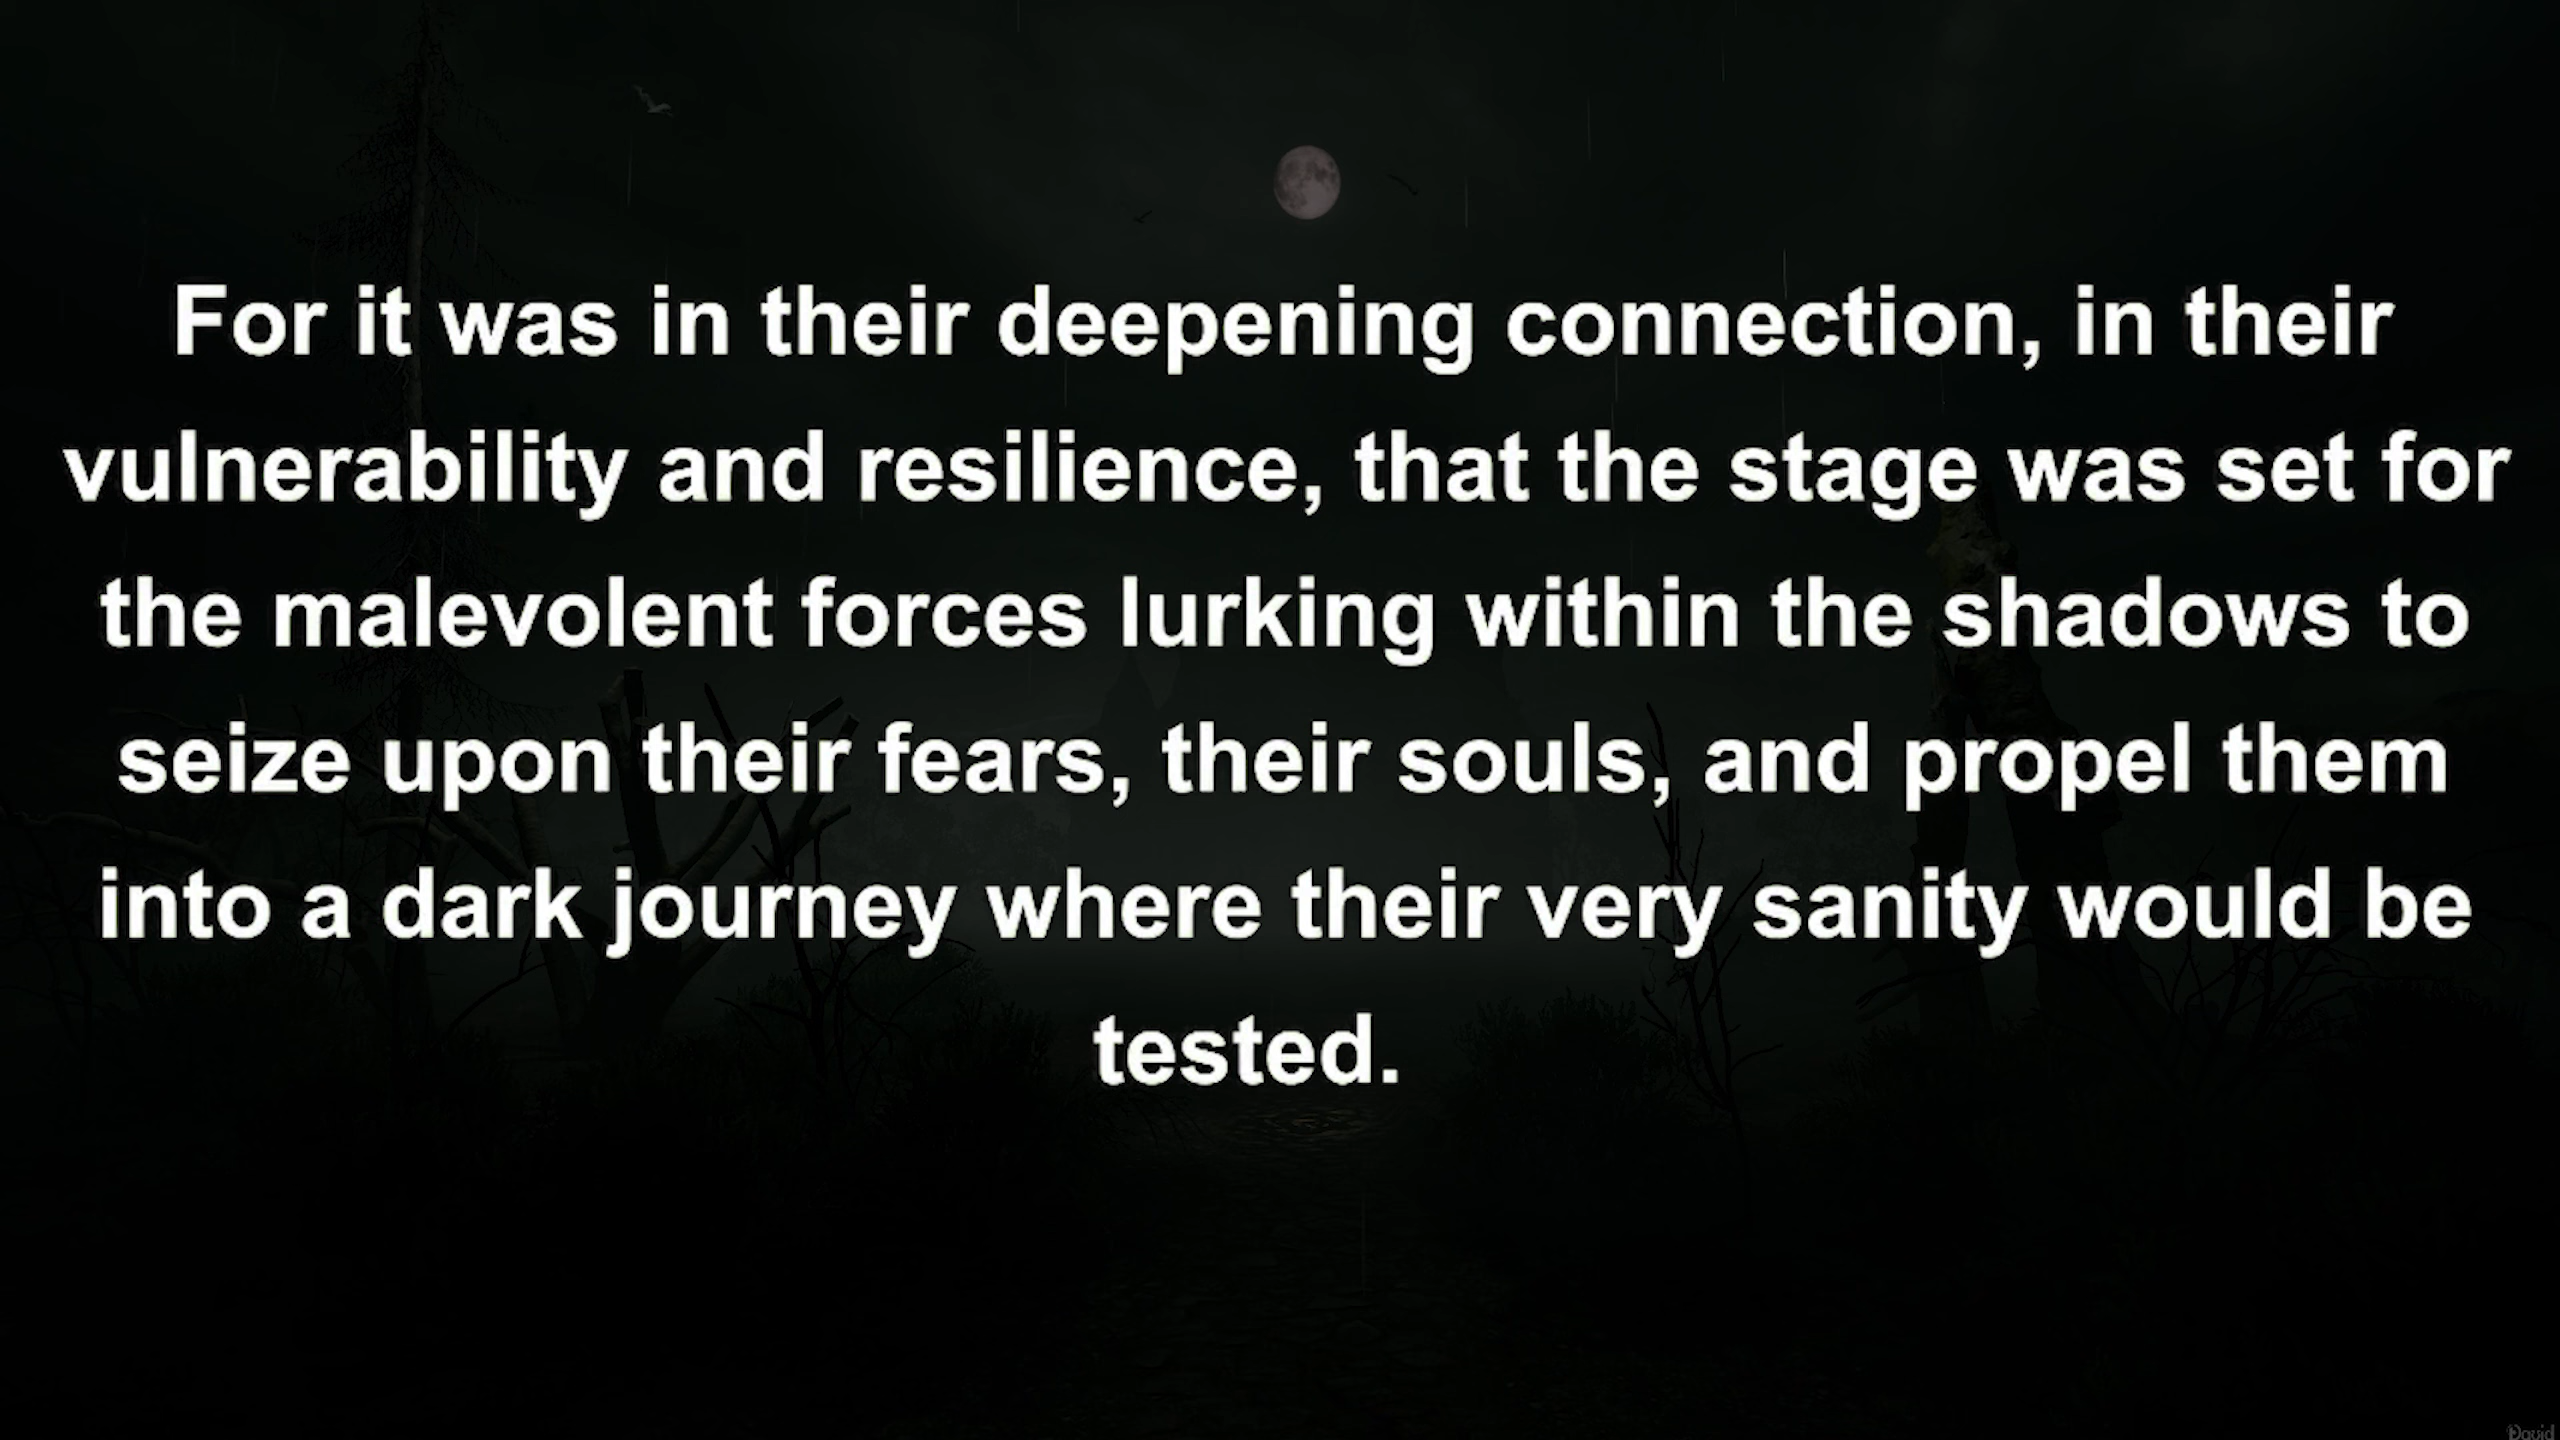 For it was in their deepening connection, in their
vulnerability and resilience, that the stage was set for
the malevolent forces lurking within the shadows to
seize upon their fears, their souls, and propel them
into a dark journey where their very sanity would be
tested.
David